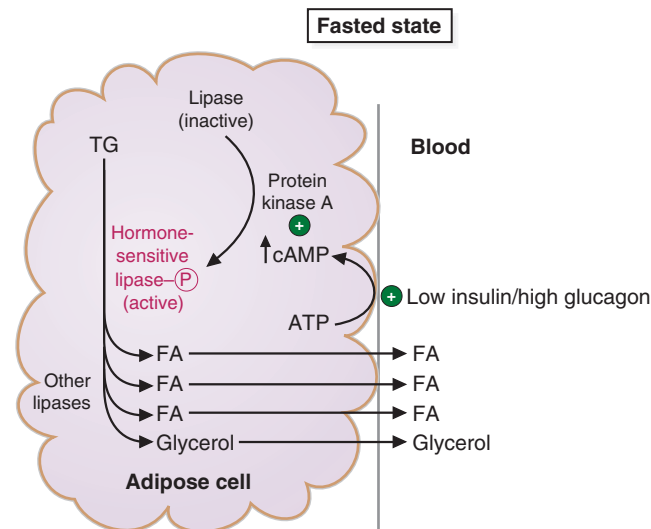 Fasted state
Lipase
(inactive)
TG
Blood
Protein
kinase A
+
Hormone-
sensitive
lipase–P
(active)
↑cAMP
+ Low insulin/high glucagon
ATP
FA FA
Other
lipases
FA FA
FA FA
Glycerol Glycerol
Adipose cell